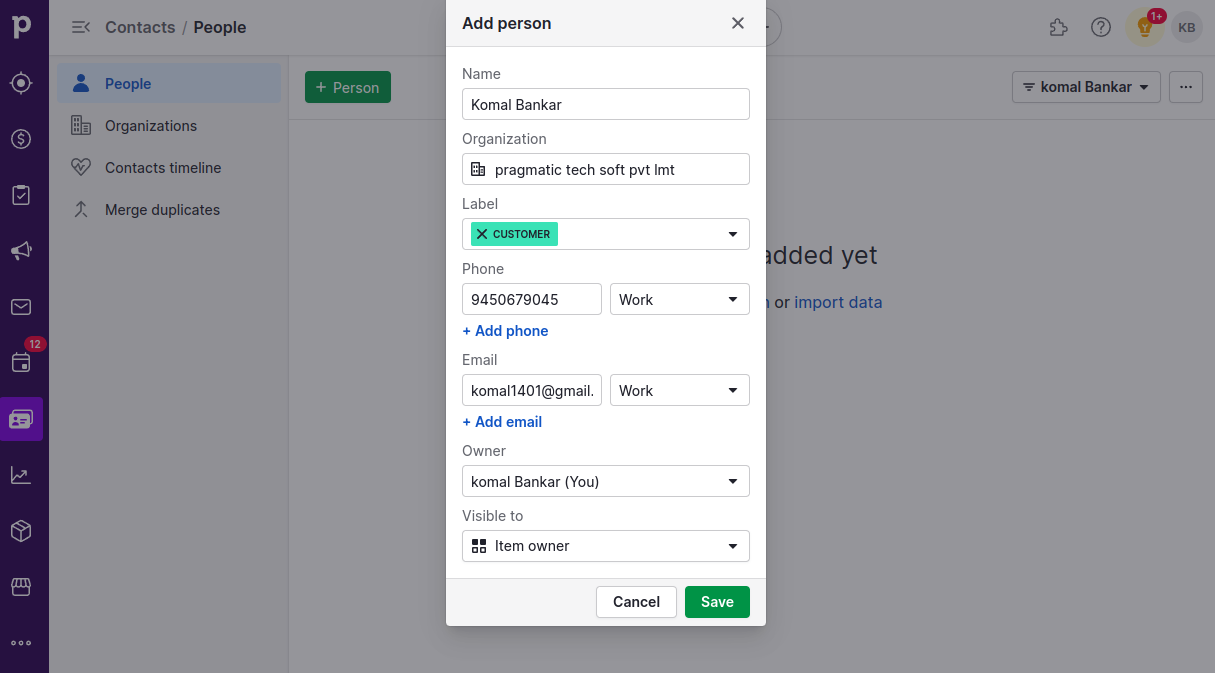 p
Contacts / People
1+
KB
People
Organizations
Contacts timeline
Merge duplicates
12
+ Person
komal Bankar
...
added yet
or import data
Add person
Name
Komal Bankar
Organization
pragmatic tech soft pvt lmt
Label
CUSTOMER
Phone
9450679045 Work
+ Add phone
Email
komal1401@gmail. Work
+ Add email
Owner
komal Bankar (You)
Visible to
Item owner
Cancel Save